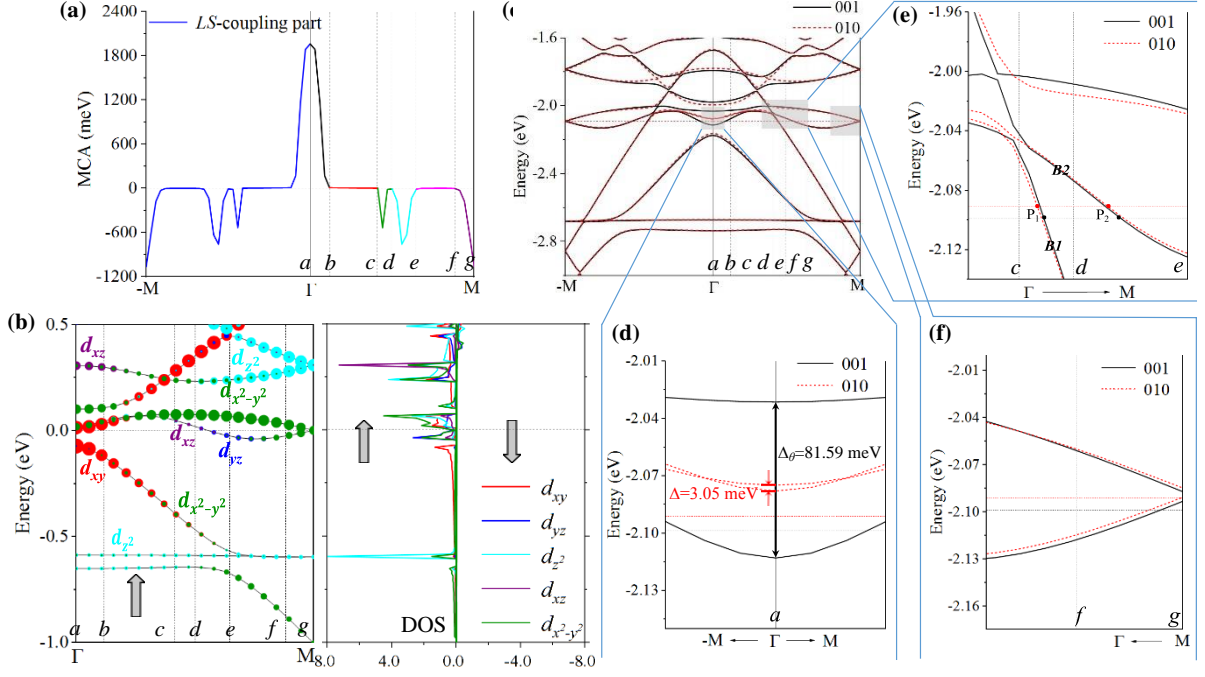 (a)
LS-coupling part
MCA (meV)
2400
1800
1200
600
0
-600
-1200
a b c d e f g
-M Γ M
(c
001
010
Energy (eV)
-1.6
-2.0
-2.4
-2.8
a b c d e f g
-M Γ M
(e)
001
010
Energy (eV)
-1.96
-2.00
-2.04
-2.08
-2.12
B2
P1 P2
B1
c d e
Γ M
(b)
Energy (eV)
0.5
0.0
-0.5
-1.0
dxz
dz2
dx2−y2
dxz
dyz
dxy
dx2−y2
dz2
a b c d e f g
Γ M
dxy
dyz
dz2
dxz
dx2−y2
DOS
8.0 4.0 0.0 -4.0 -8.0
(d)
001
010
Energy (eV)
-2.01
-2.04
-2.07
-2.10
-2.13
Δθ=81.59 meV
Δ=3.05 meV
a
-M Γ M
(f)
001
010
Energy (eV)
-2.01
-2.04
-2.07
-2.10
-2.13
-2.16
f g
Γ M